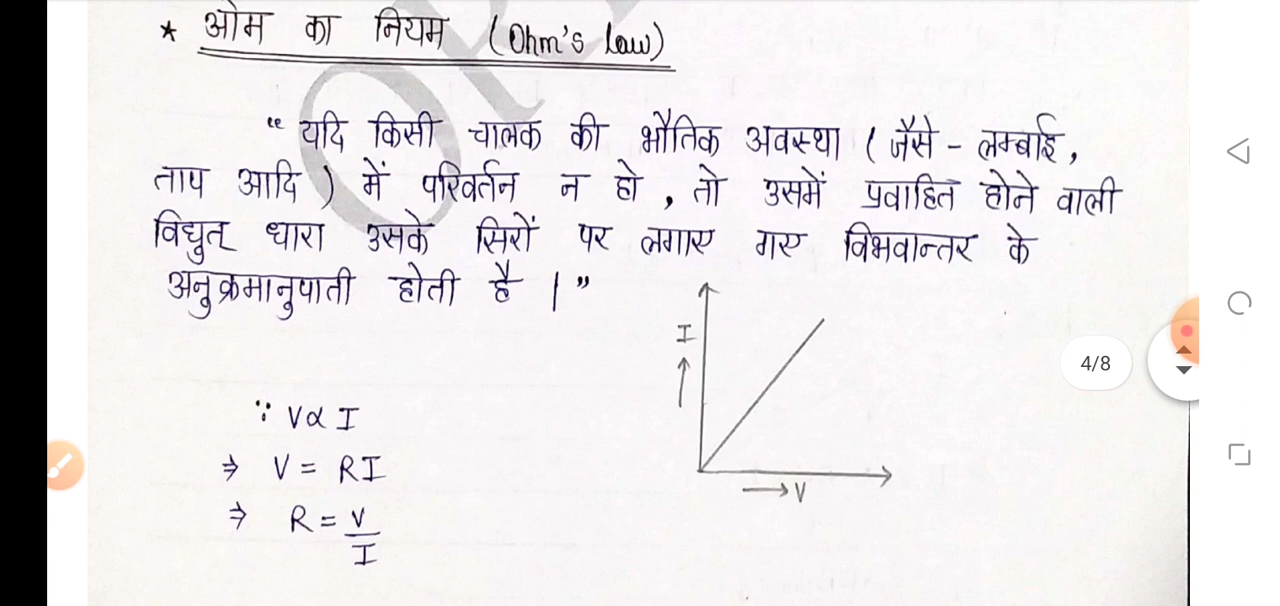 * ओम का नियम (Ohm's law)
"यदि किसी चालक की भौतिक अवस्था (जैसे - लम्बाई,
ताप आदि) में परिवर्तन न हो, तो उसमें प्रवाहित होने वाली
विद्युत् धारा उसके सिरों पर लगाए गए विभवान्तर के
अनुक्रमानुपाती होती है।"
I
V
4/8
∵ V ∝ I
⇒ V = RI
⇒ R = V/I